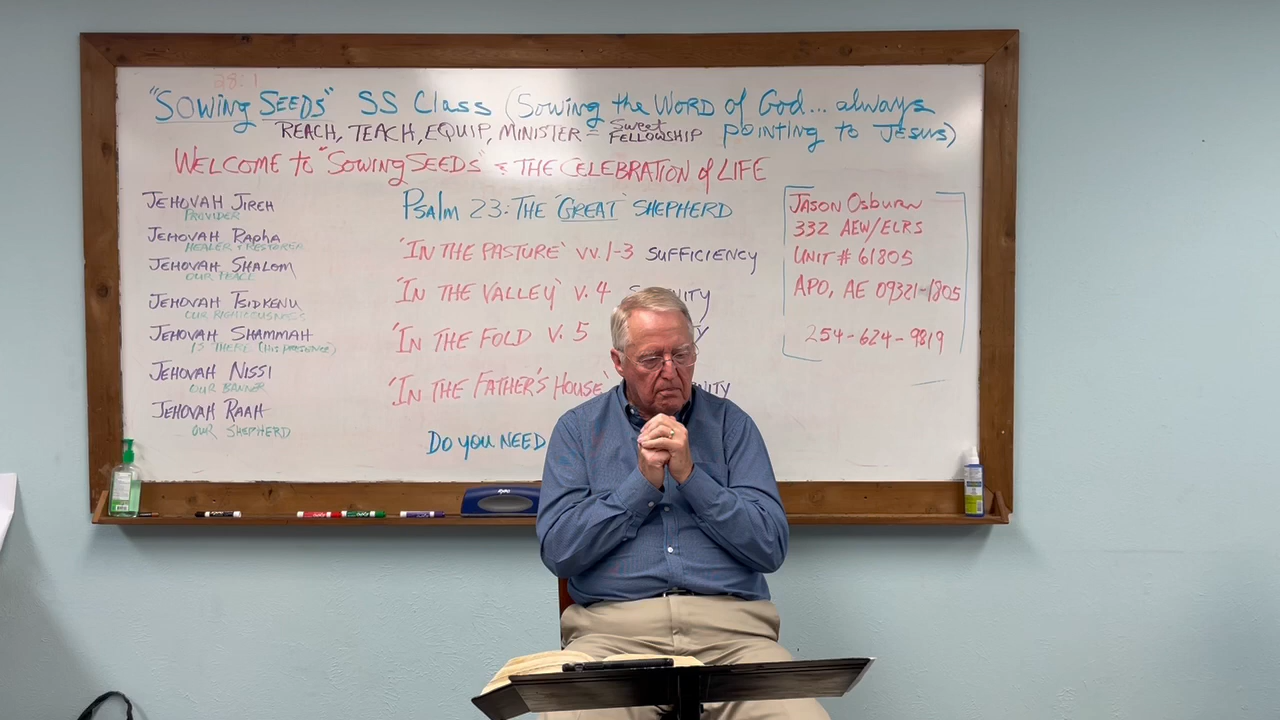 28:1
"SOWING SEEDS" SS CLASS (SOWING THE WORD OF GOD... always
REACH, TEACH, EQUIP, MINISTER = SWEET FELLOWSHIP pointing to JESUS)
WELCOME TO "SOWING SEEDS" & THE CELEBRATION of LIFE
JEHOVAH JIREH
PROVIDER
JEHOVAH RAPHA
HEALER & RESTORER
JEHOVAH SHALOM
OUR PEACE
JEHOVAH TSIDKENU
OUR RIGHTEOUSNESS
JEHOVAH SHAMMAH
IS THERE (HIS PRESENCE)
JEHOVAH NISSI
OUR BANNER
JEHOVAH RAAH
OUR SHEPHERD
PSALM 23: THE 'GREAT' SHEPHERD
'IN THE PASTURE' vv. 1-3 SUFFICIENCY
'IN THE VALLEY' v. 4
'IN THE FOLD v. 5
'IN THE FATHER'S HOUSE'
DO YOU NEED
JASON OSBURN
332 AEW/ELRS
UNIT # 61805
APO, AE 09321-1805
254-624-9819